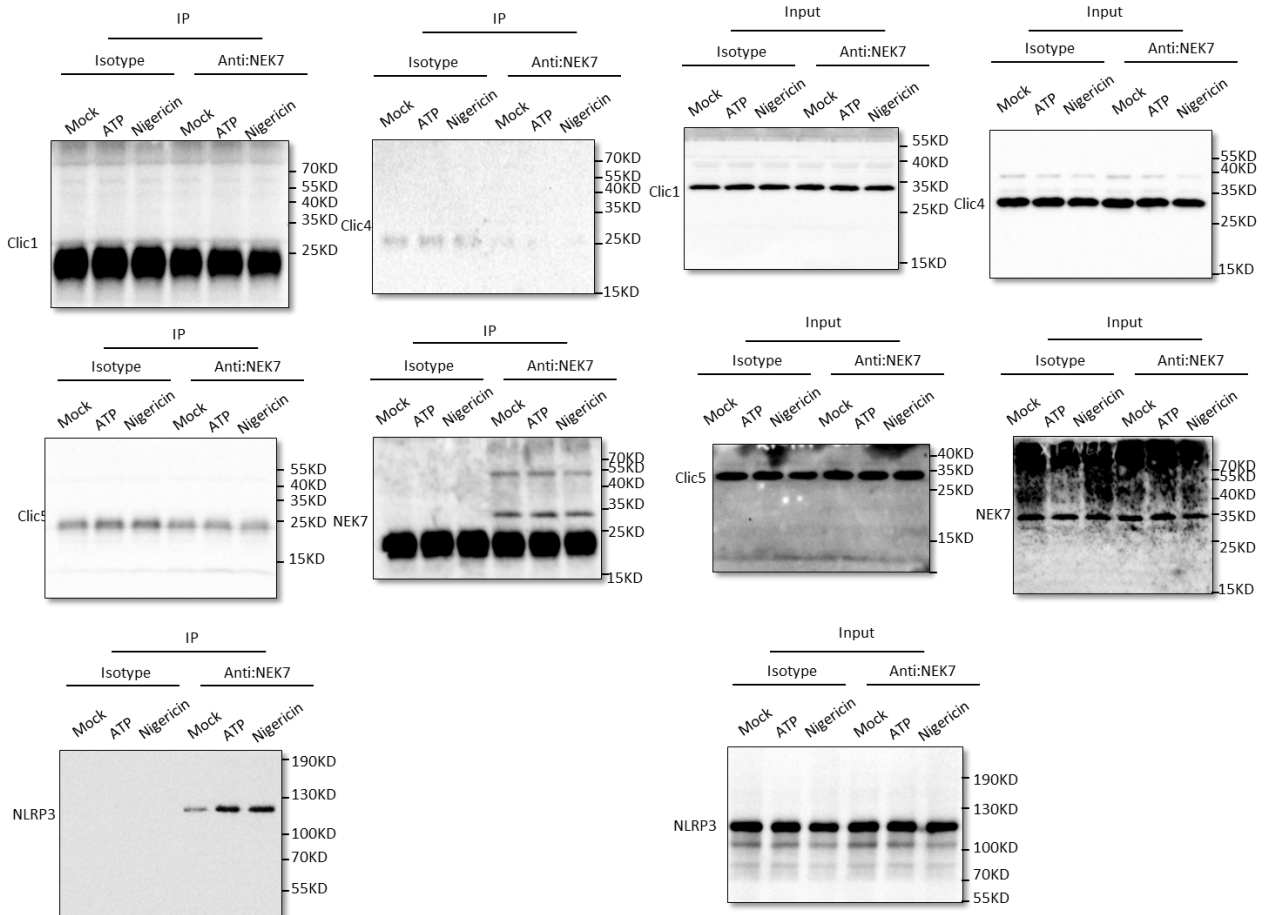 IP
Isotype Anti:NEK7
Mock ATP Nigericin Mock ATP Nigericin
Clic1
70KD
55KD
40KD
35KD
25KD
IP
Isotype Anti:NEK7
Mock ATP Nigericin Mock ATP Nigericin
Clic4
70KD
55KD
40KD
35KD
25KD
15KD
Input
Isotype Anti:NEK7
Mock ATP Nigericin Mock ATP Nigericin
Clic1
55KD
40KD
35KD
25KD
15KD
Input
Isotype Anti:NEK7
Mock ATP Nigericin Mock ATP Nigericin
Clic4
55KD
40KD
35KD
25KD
15KD
IP
Isotype Anti:NEK7
Mock ATP Nigericin Mock ATP Nigericin
Clic5
55KD
40KD
35KD
25KD
15KD
IP
Isotype Anti:NEK7
Mock ATP Nigericin Mock ATP Nigericin
NEK7
70KD
55KD
40KD
35KD
25KD
15KD
Input
Isotype Anti:NEK7
Mock ATP Nigericin Mock ATP Nigericin
Clic5
40KD
35KD
25KD
15KD
Input
Isotype Anti:NEK7
Mock ATP Nigericin Mock ATP Nigericin
NEK7
70KD
55KD
40KD
35KD
25KD
15KD
IP
Isotype Anti:NEK7
Mock ATP Nigericin Mock ATP Nigericin
NLRP3
190KD
130KD
100KD
70KD
55KD
Input
Isotype Anti:NEK7
Mock ATP Nigericin Mock ATP Nigericin
NLRP3
190KD
130KD
100KD
70KD
55KD